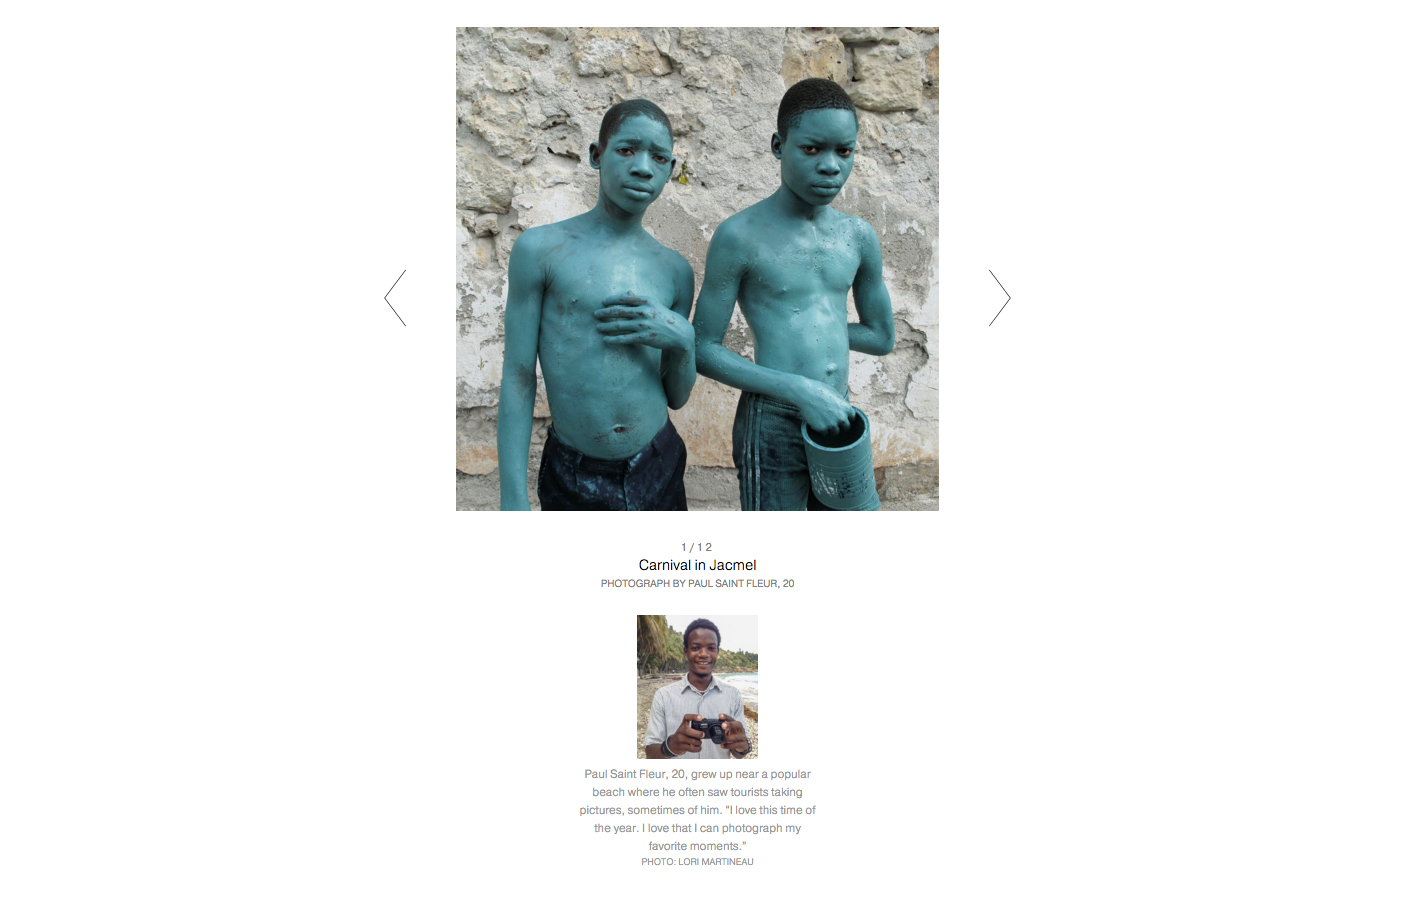 1 / 1 2
Carnival in Jacmel
PHOTOGRAPH BY PAUL SAINT FLEUR, 20
Paul Saint Fleur, 20, grew up near a popular
beach where he often saw tourists taking
pictures, sometimes of him. “I love this time of
the year. I love that I can photograph my
favorite moments.”
PHOTO: LORI MARTINEAU